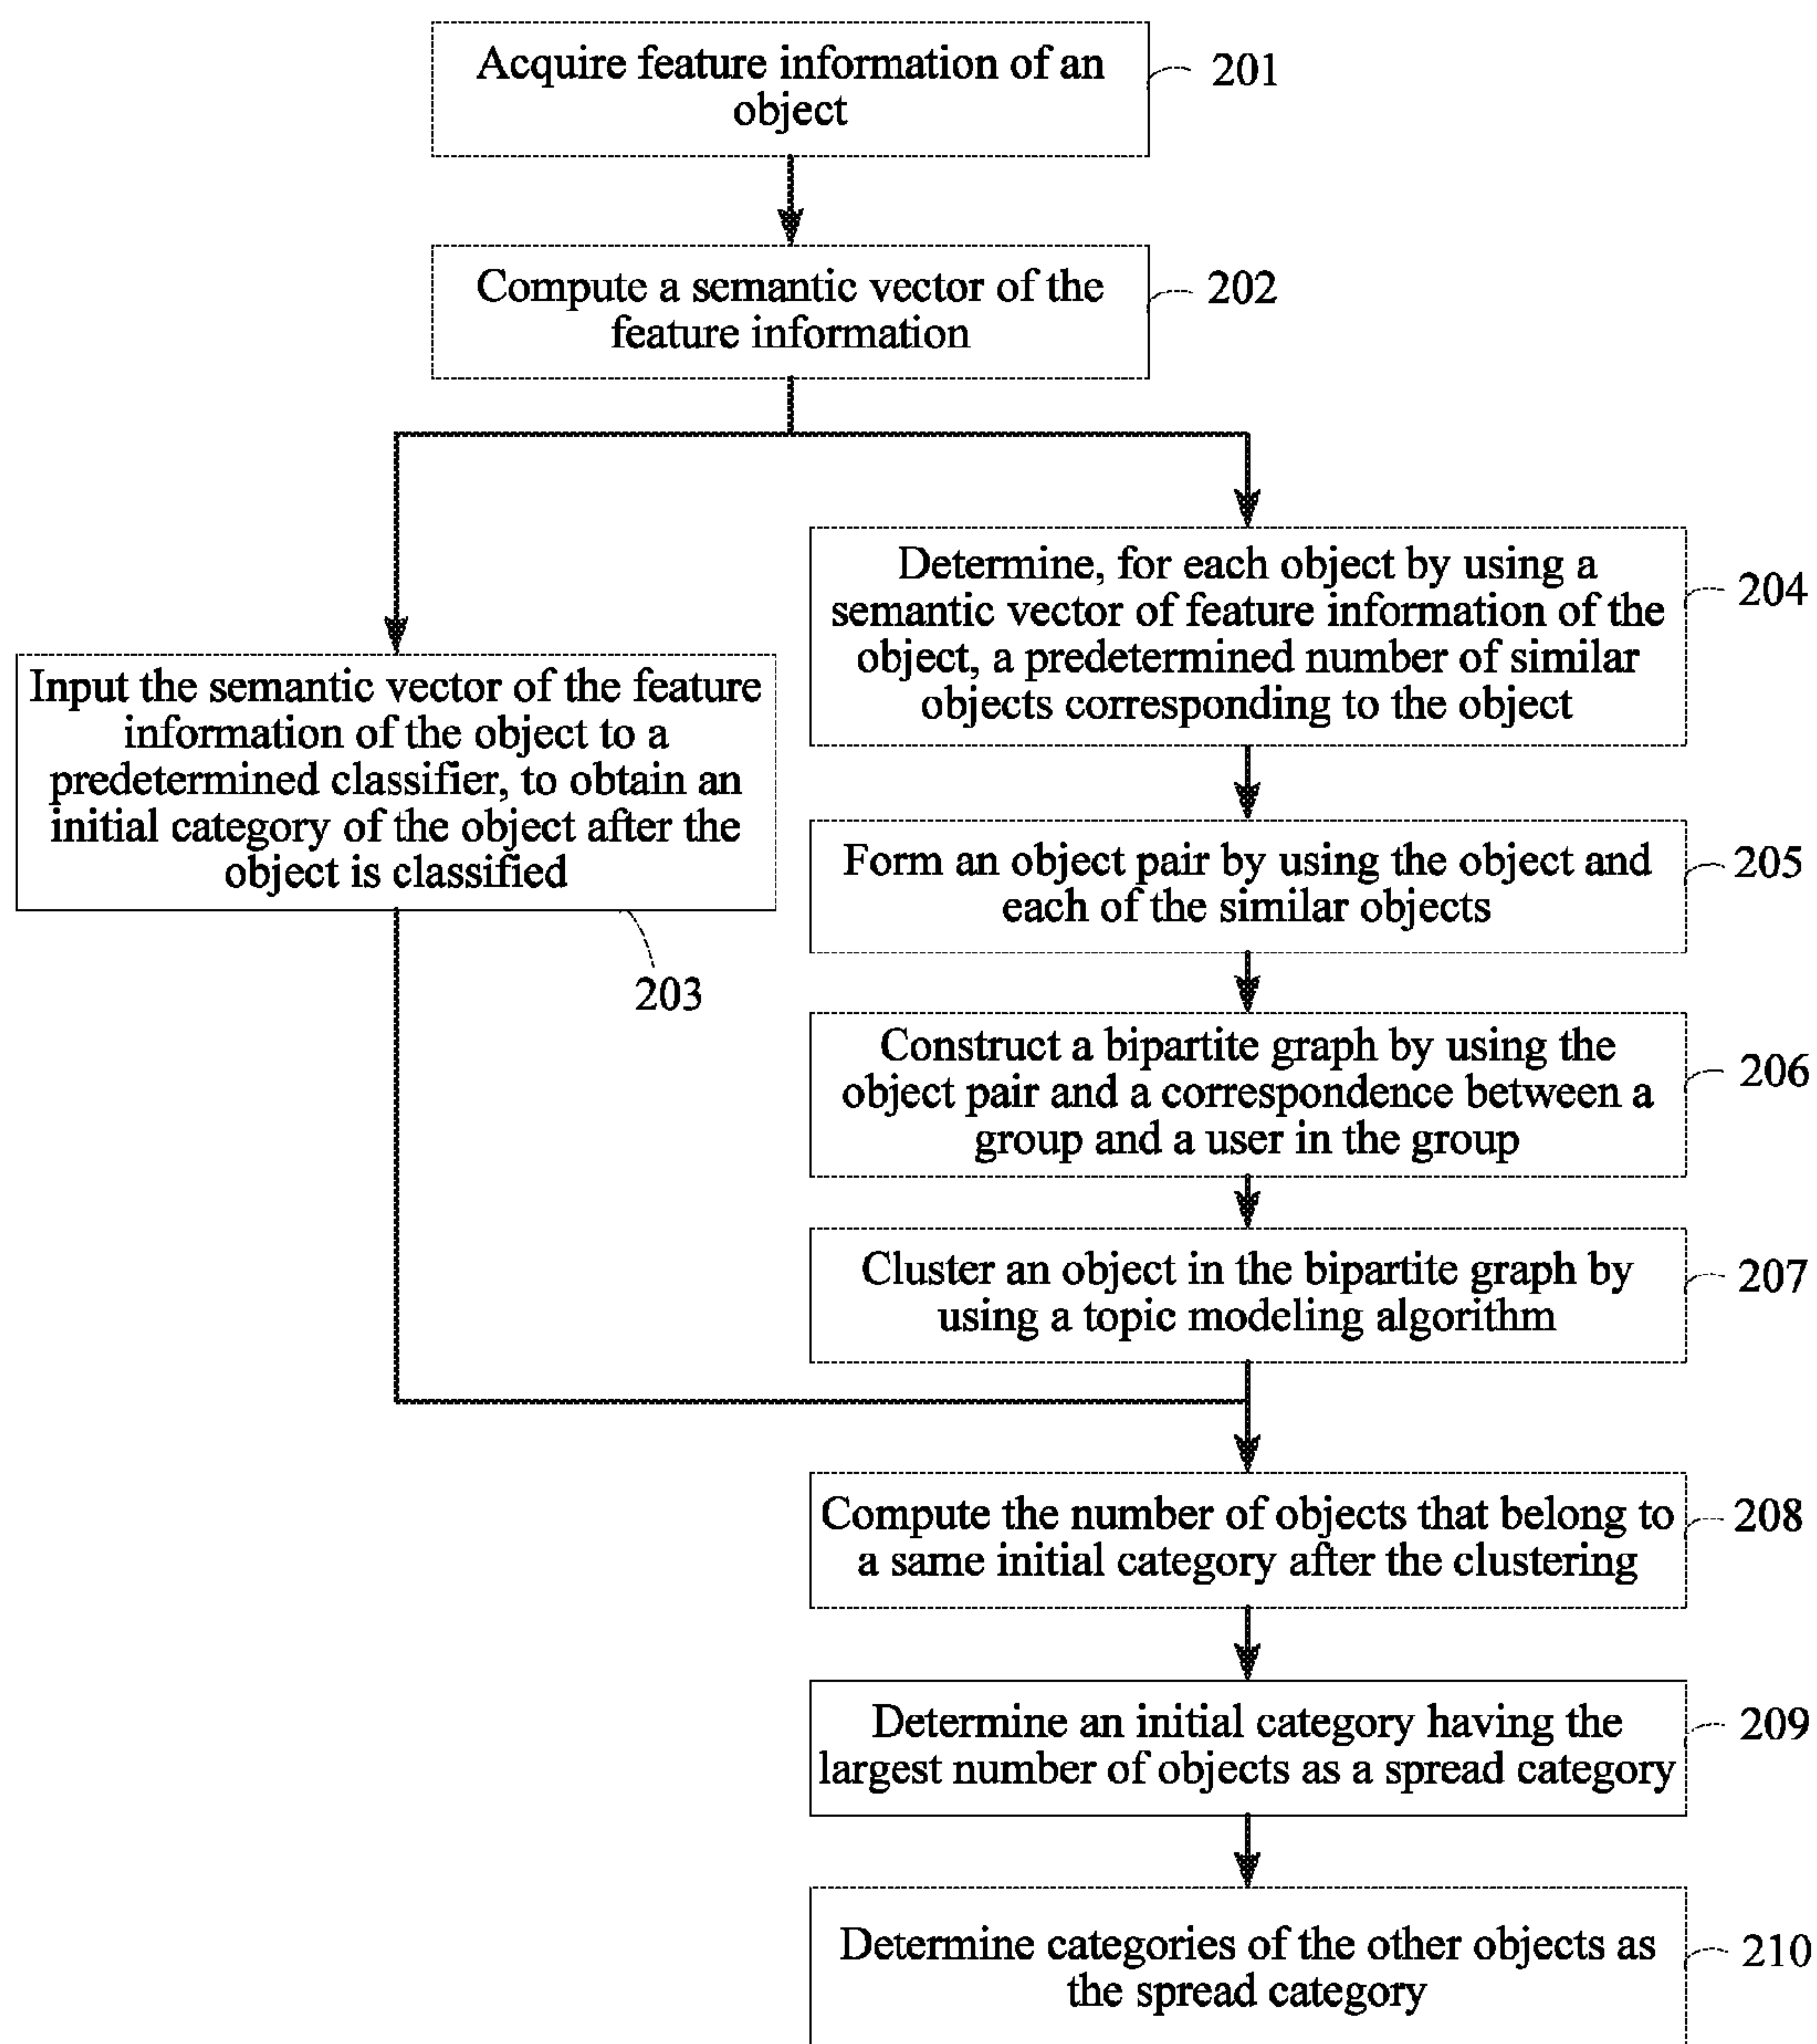 Acquire feature information of an
object
201
Compute a semantic vector of the
feature information
202
Input the semantic vector of the feature
information of the object to a
predetermined classifier, to obtain an
initial category of the object after the
object is classified
203
Determine, for each object by using a
semantic vector of feature information of the
object, a predetermined number of similar
objects corresponding to the object
204
Form an object pair by using the object and
each of the similar objects
205
Construct a bipartite graph by using the
object pair and a correspondence between a
group and a user in the group
206
Cluster an object in the bipartite graph by
using a topic modeling algorithm
207
Compute the number of objects that belong to
a same initial category after the clustering
208
Determine an initial category having the
largest number of objects as a spread category
209
Determine categories of the other objects as
the spread category
210